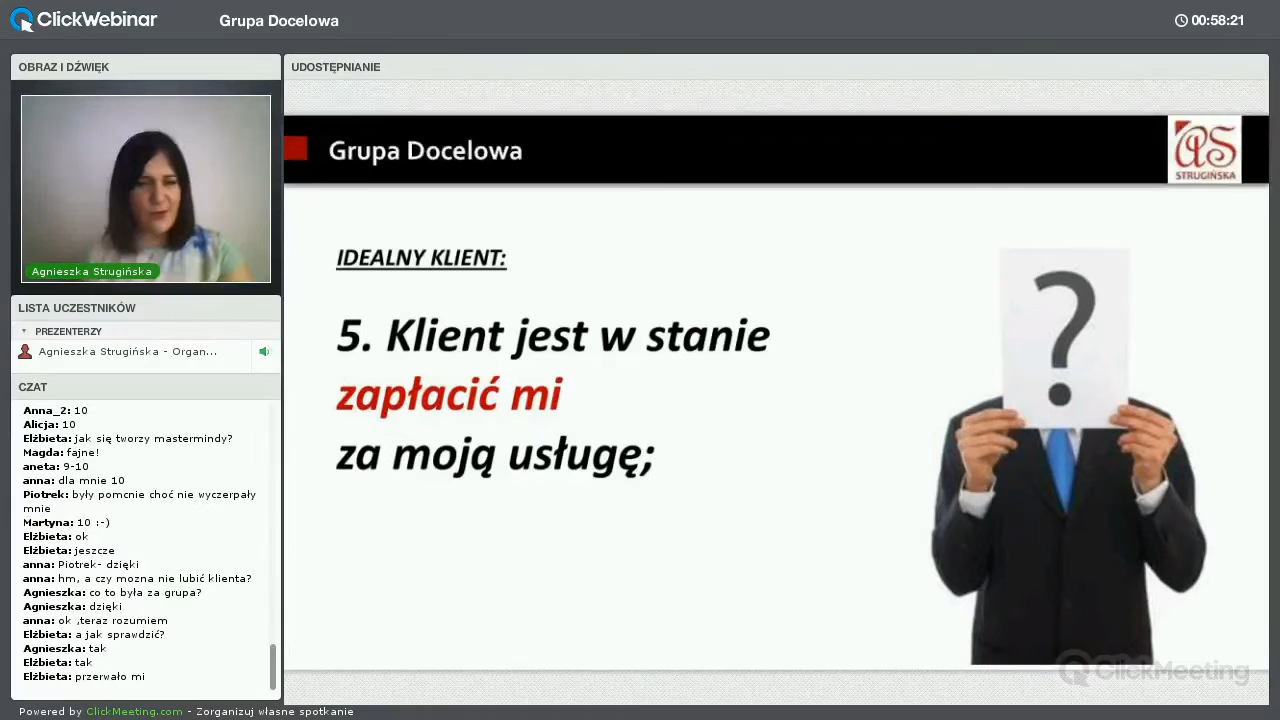 ClickWebinar
Grupa Docelowa
00:58:21
OBRAZ I DŹWIĘK
UDOSTĘPNIANIE
Agnieszka Strugińska
LISTA UCZESTNIKÓW
PREZENTERZY
Agnieszka Strugińska - Organ...
CZAT
Anna_2: 10
Alicja: 10
Elżbieta: jak się tworzy mastermindy?
Magda: fajne!
aneta: 9-10
anna: dla mnie 10
Piotrek: były pomcnie choć nie wyczerpały
mnie
Martyna: 10 :-)
Elżbieta: ok
Elżbieta: jeszcze
anna: Piotrek- dzięki
anna: hm, a czy mozna nie lubić klienta?
Agnieszka: co to była za grupa?
Agnieszka: dzięki
anna: ok ,teraz rozumiem
Elżbieta: a jak sprawdzić?
Agnieszka: tak
Elżbieta: tak
Elżbieta: przerwało mi
Grupa Docelowa
aS
STRUGIŃSKA
IDEALNY KLIENT:
5. Klient jest w stanie
zapłacić mi
za moją usługę;
?
ClickMeeting
Powered by ClickMeeting.com - Zorganizuj własne spotkanie